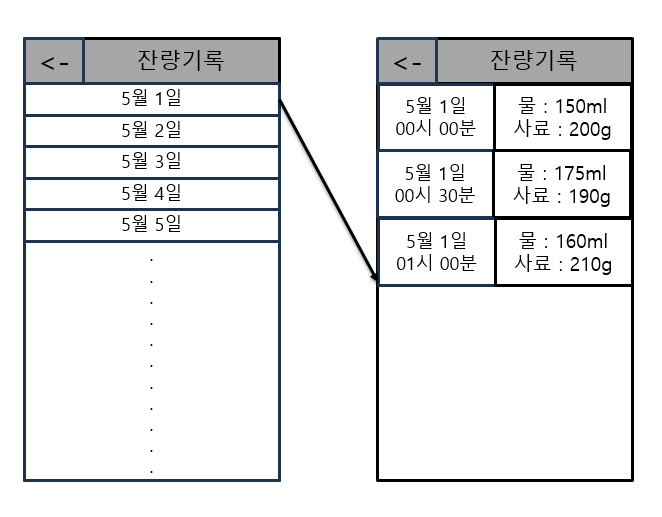 <- 잔량기록
5월 1일
5월 2일
5월 3일
5월 4일
5월 5일
.
.
.
.
.
.
.
.
.
.
.
<- 잔량기록
5월 1일
00시 00분
물 : 150ml
사료 : 200g
5월 1일
00시 30분
물 : 175ml
사료 : 190g
5월 1일
01시 00분
물 : 160ml
사료 : 210g